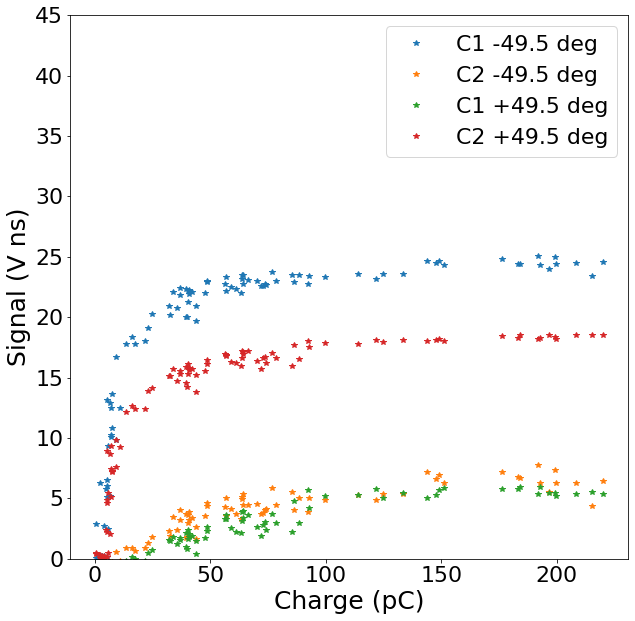 45
40
35
30
25
20
15
10
5
0
Signal (V ns)
C1 -49.5 deg
C2 -49.5 deg
C1 +49.5 deg
C2 +49.5 deg
0 50 100 150 200
Charge (pC)